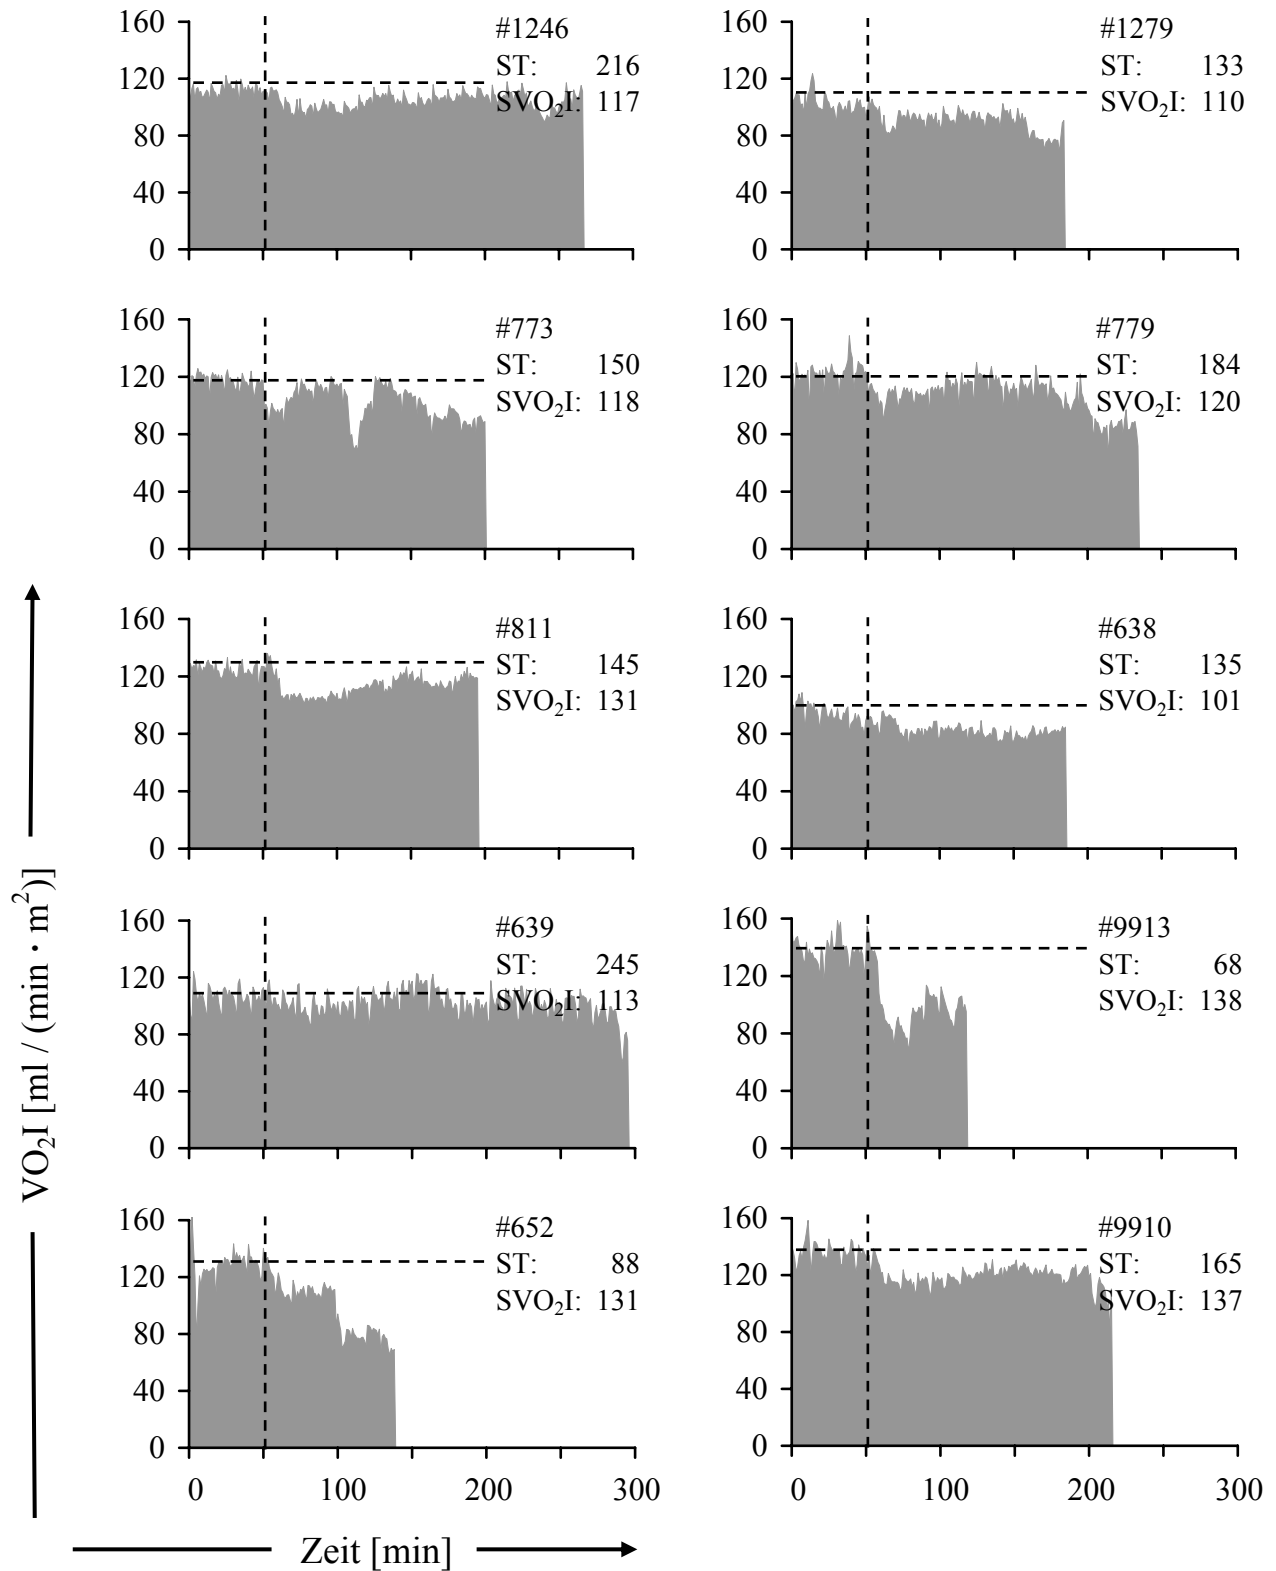 160
120
80
40
0
#1246
ST: 216
SVO₂I: 117
160
120
80
40
0
#1279
ST: 133
SVO₂I: 110
160
120
80
40
0
#773
ST: 150
SVO₂I: 118
160
120
80
40
0
#779
ST: 184
SVO₂I: 120
160
120
80
40
0
#811
ST: 145
SVO₂I: 131
160
120
80
40
0
#638
ST: 135
SVO₂I: 101
160
120
80
40
0
#639
ST: 245
SVO₂I: 113
160
120
80
40
0
#9913
ST: 68
SVO₂I: 138
160
120
80
40
0
#652
ST: 88
SVO₂I: 131
160
120
80
40
0
#9910
ST: 165
SVO₂I: 137
0 100 200 300
0 100 200 300
VO₂I [ml / (min · m²)]
Zeit [min]